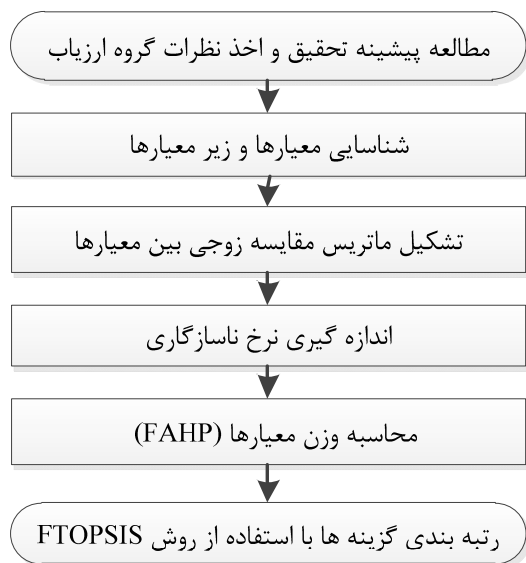 مطالعه پیشینه تحقیق و اخذ نظرات گروه ارزیاب
شناسایی معیارها و زیر معیارها
تشکیل ماتریس مقایسه زوجی بین معیارها
اندازه گیری نرخ ناسازگاری
محاسبه وزن معیارها (FAHP)
رتبه بندی گزینه ها با استفاده از روش FTOPSIS